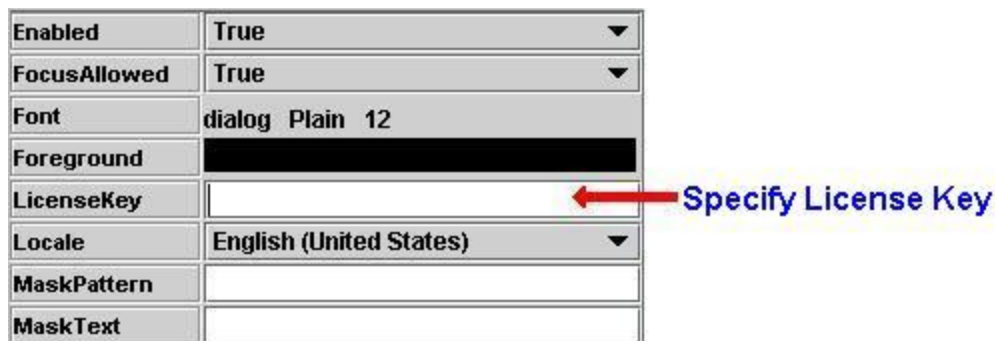 Enabled True
FocusAllowed True
Font dialog Plain 12
Foreground
LicenseKey Specify License Key
Locale English (United States)
MaskPattern
MaskText